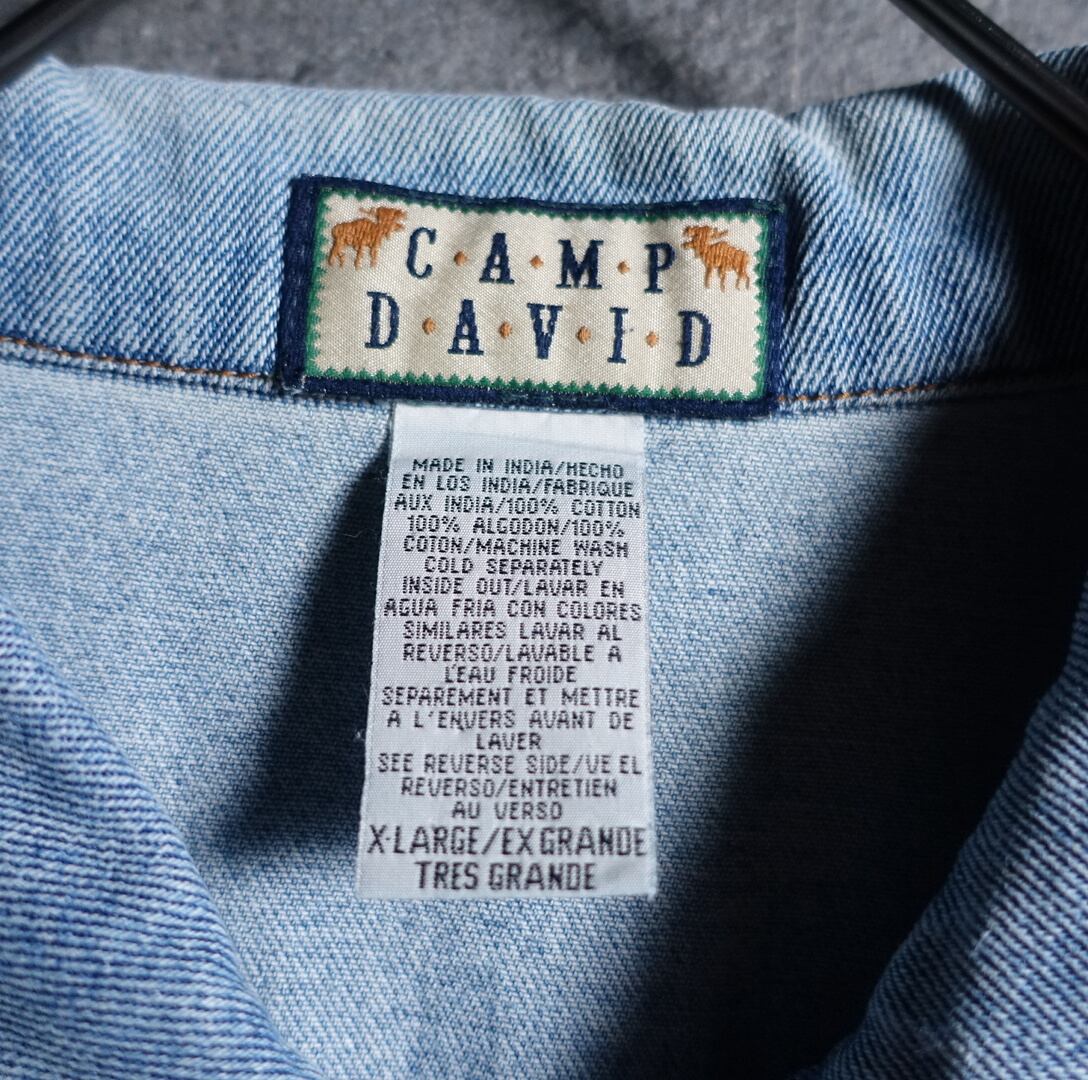 C·A·M·P
D·A·V·I·D
MADE IN INDIA/HECHO
EN LOS INDIA/FABRIQUE
AUX INDIA/100% COTTON
100% ALGODON/100%
COTON/MACHINE WASH
COLD SEPARATELY
INSIDE OUT/LAVAR EN
AGUA FRIA CON COLORES
SIMILARES LAVAR AL
REVERSO/LAVABLE A
L'EAU FROIDE
SEPAREMENT ET METTRE
A L'ENVERS AVANT DE
LAVER
SEE REVERSE SIDE/VE EL
REVERSO/ENTRETIEN
AU VERSO
X-LARGE/EX GRANDE
TRES GRANDE